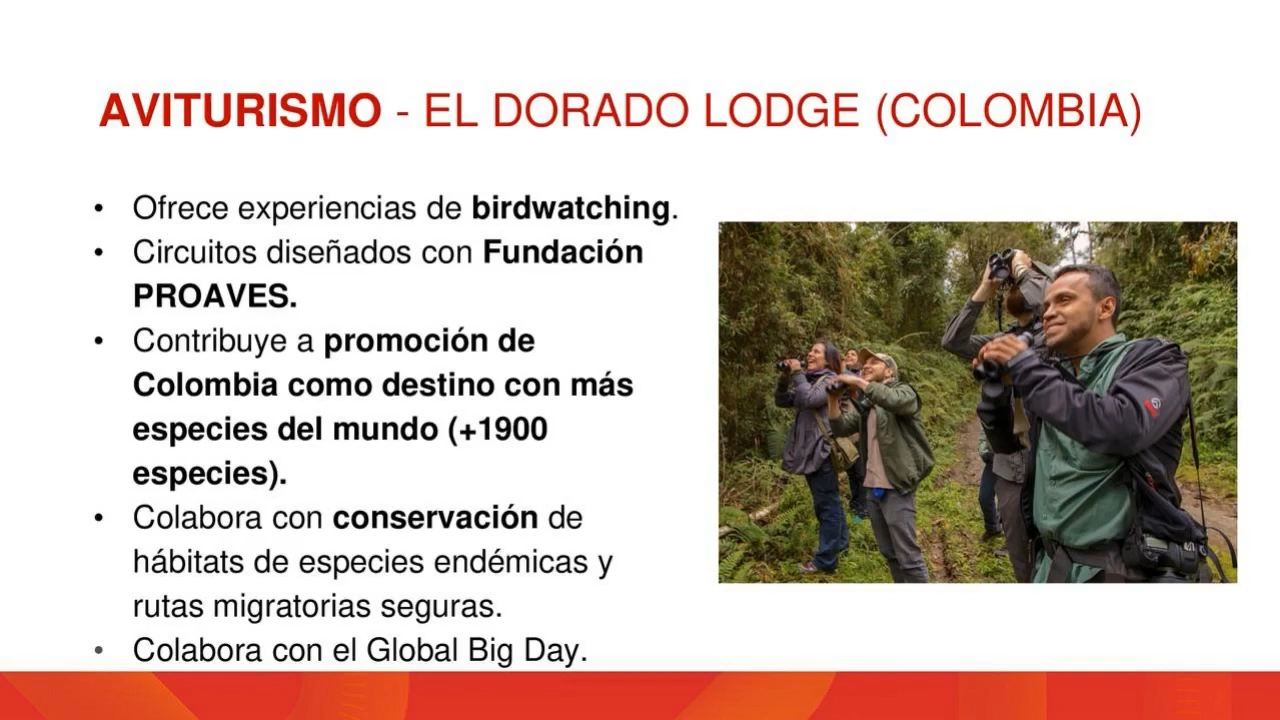 AVITURISMO - EL DORADO LODGE (COLOMBIA)
• Ofrece experiencias de birdwatching.
• Circuitos diseñados con Fundación
PROAVES.
• Contribuye a promoción de
Colombia como destino con más
especies del mundo (+1900
especies).
• Colabora con conservación de
hábitats de especies endémicas y
rutas migratorias seguras.
• Colabora con el Global Big Day.